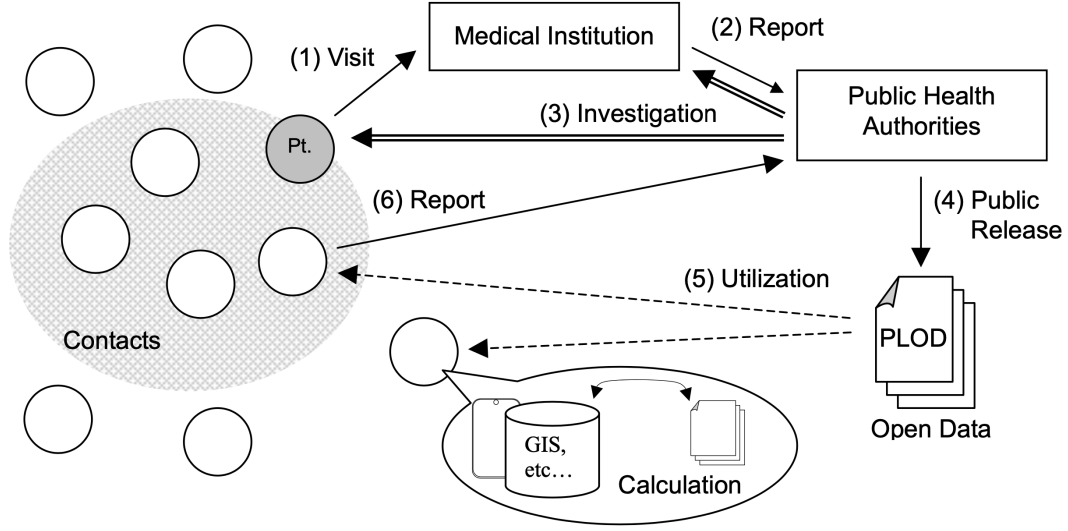 (1) Visit
Medical Institution
(2) Report
Public Health
Authorities
(3) Investigation
Pt.
(6) Report
(4) Public
Release
(5) Utilization
Contacts
PLOD
Open Data
GIS,
etc…
Calculation